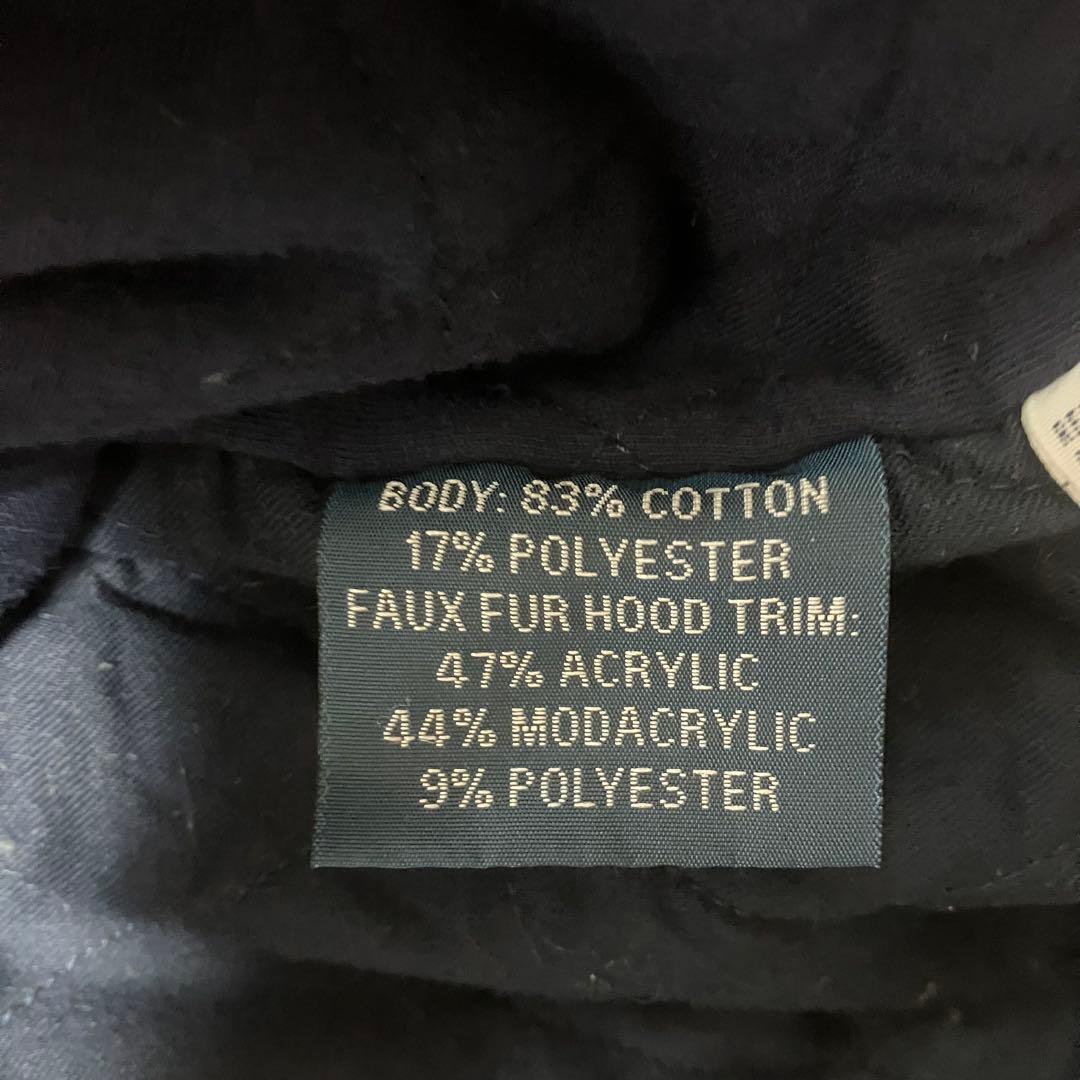 BODY: 83% COTTON
17% POLYESTER
FAUX FUR HOOD TRIM:
47% ACRYLIC
44% MODACRYLIC
9% POLYESTER